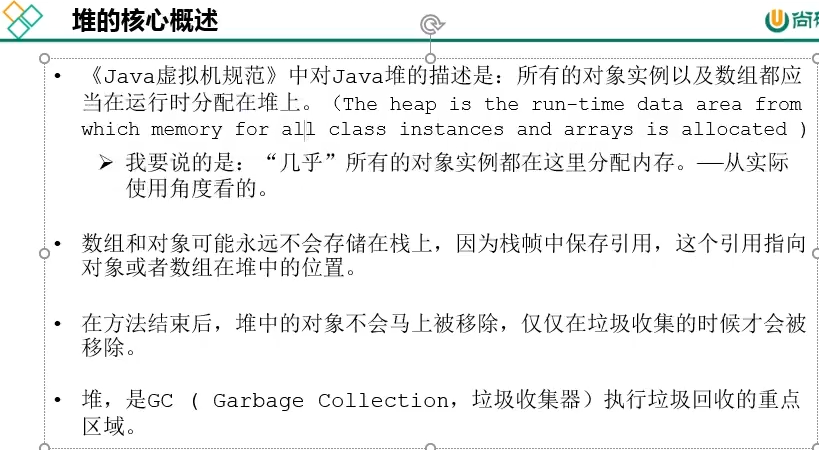 堆的核心概述
尚
• 《Java虚拟机规范》中对Java堆的描述是：所有的对象实例以及数组都应
当在运行时分配在堆上。（The heap is the run-time data area from
which memory for all class instances and arrays is allocated )
➢ 我要说的是：“几乎”所有的对象实例都在这里分配内存。——从实际
使用角度看的。
• 数组和对象可能永远不会存储在栈上，因为栈帧中保存引用，这个引用指向
对象或者数组在堆中的位置。
• 在方法结束后，堆中的对象不会马上被移除，仅仅在垃圾收集的时候才会被
移除。
• 堆，是GC ( Garbage Collection，垃圾收集器）执行垃圾回收的重点
区域。